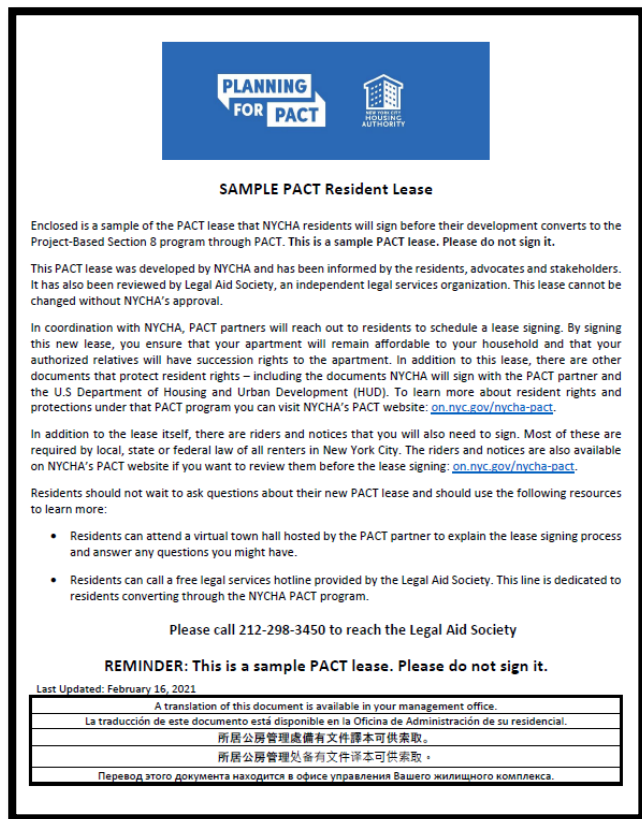 PLANNING
FOR PACT
NEW YORK CITY
HOUSING
AUTHORITY
SAMPLE PACT Resident Lease
Enclosed is a sample of the PACT lease that NYCHA residents will sign before their development converts to the
Project-Based Section 8 program through PACT. This is a sample PACT lease. Please do not sign it.
This PACT lease was developed by NYCHA and has been informed by the residents, advocates and stakeholders.
It has also been reviewed by Legal Aid Society, an independent legal services organization. This lease cannot be
changed without NYCHA's approval.
In coordination with NYCHA, PACT partners will reach out to residents to schedule a lease signing. By signing
this new lease, you ensure that your apartment will remain affordable to your household and that your
authorized relatives will have succession rights to the apartment. In addition to this lease, there are other
documents that protect resident rights – including the documents NYCHA will sign with the PACT partner and
the U.S Department of Housing and Urban Development (HUD). To learn more about resident rights and
protections under that PACT program you can visit NYCHA's PACT website: on.nyc.gov/nycha-pact.
In addition to the lease itself, there are riders and notices that you will also need to sign. Most of these are
required by local, state or federal law of all renters in New York City. The riders and notices are also available
on NYCHA's PACT website if you want to review them before the lease signing: on.nyc.gov/nycha-pact.
Residents should not wait to ask questions about their new PACT lease and should use the following resources
to learn more:
• Residents can attend a virtual town hall hosted by the PACT partner to explain the lease signing process
and answer any questions you might have.
• Residents can call a free legal services hotline provided by the Legal Aid Society. This line is dedicated to
residents converting through the NYCHA PACT program.
Please call 212-298-3450 to reach the Legal Aid Society
REMINDER: This is a sample PACT lease. Please do not sign it.
Last Updated: February 16, 2021
A translation of this document is available in your management office.
La traducción de este documento está disponible en la Oficina de Administración de su residencial.
所居公房管理處備有文件譯本可供索取。
所居公房管理处备有文件译本可供索取。
Перевод этого документа находится в офисе управления Вашего жилищного комплекса.